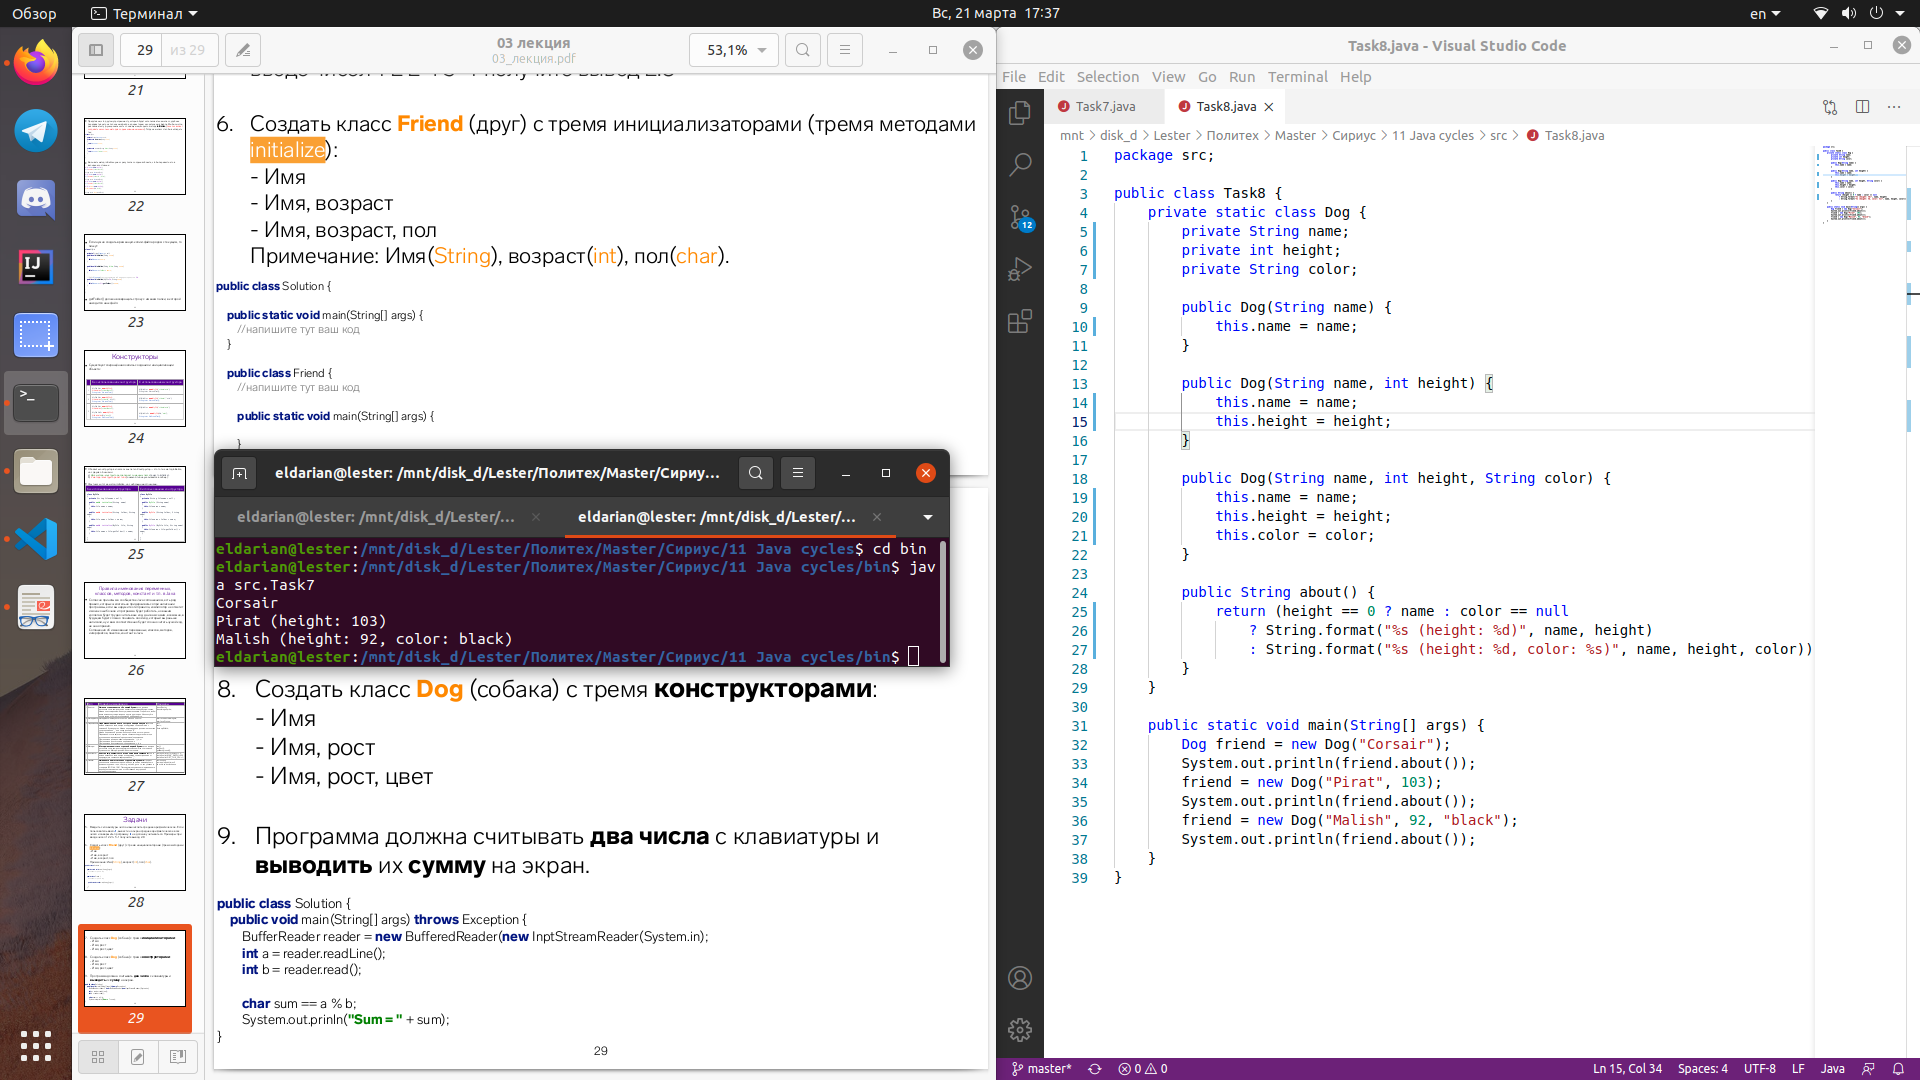 Обзор
Терминал
Вс, 21 марта 17:37
en
29
из 29
03 лекция
03_лекция.pdf
53,1%
21
22
23
Конструкторы
24
25
26
27
Задачи
28
29
6. Создать класс Friend (друг) с тремя инициализаторами (тремя методами
initialize):
- Имя
- Имя, возраст
- Имя, возраст, пол
Примечание: Имя(String), возраст(int), пол(char).
public class Solution {
public static void main(String[] args) {
//напишите тут ваш код
}
public class Friend {
//напишите тут ваш код
public static void main(String[] args) {
}
eldarian@lester: /mnt/disk_d/Lester/Политех/Master/Сириу...
eldarian@lester: /mnt/disk_d/Lester/...
eldarian@lester: /mnt/disk_d/Lester/...
eldarian@lester:/mnt/disk_d/Lester/Политех/Master/Сириус/11 Java cycles$ cd bin
eldarian@lester:/mnt/disk_d/Lester/Политех/Master/Сириус/11 Java cycles/bin$ jav
a src.Task7
Corsair
Pirat (height: 103)
Malish (height: 92, color: black)
eldarian@lester:/mnt/disk_d/Lester/Политех/Master/Сириус/11 Java cycles/bin$
8. Создать класс Dog (собака) с тремя конструкторами:
- Имя
- Имя, рост
- Имя, рост, цвет
9. Программа должна считывать два числа с клавиатуры и
выводить их сумму на экран.
public class Solution {
public void main(String[] args) throws Exception {
BufferReader reader = new BufferedReader(new InptStreamReader(System.in);
int a = reader.readLine();
int b = reader.read();
char sum == a % b;
System.out.prinln("Sum = " + sum);
}
29
Task8.java - Visual Studio Code
File Edit Selection View Go Run Terminal Help
Task7.java
Task8.java
mnt > disk_d > Lester > Политех > Master > Сириус > 11 Java cycles > src > Task8.java
12
1 package src;
2
3 public class Task8 {
4 private static class Dog {
5 private String name;
6 private int height;
7 private String color;
8
9 public Dog(String name) {
10 this.name = name;
11 }
12
13 public Dog(String name, int height) {
14 this.name = name;
15 this.height = height;
16 }
17
18 public Dog(String name, int height, String color) {
19 this.name = name;
20 this.height = height;
21 this.color = color;
22 }
23
24 public String about() {
25 return (height == 0 ? name : color == null
26 ? String.format("%s (height: %d)", name, height)
27 : String.format("%s (height: %d, color: %s)", name, height, color))
28 }
29 }
30
31 public static void main(String[] args) {
32 Dog friend = new Dog("Corsair");
33 System.out.println(friend.about());
34 friend = new Dog("Pirat", 103);
35 System.out.println(friend.about());
36 friend = new Dog("Malish", 92, "black");
37 System.out.println(friend.about());
38 }
39 }
master*
0 0
Ln 15, Col 34
Spaces: 4
UTF-8
LF
Java